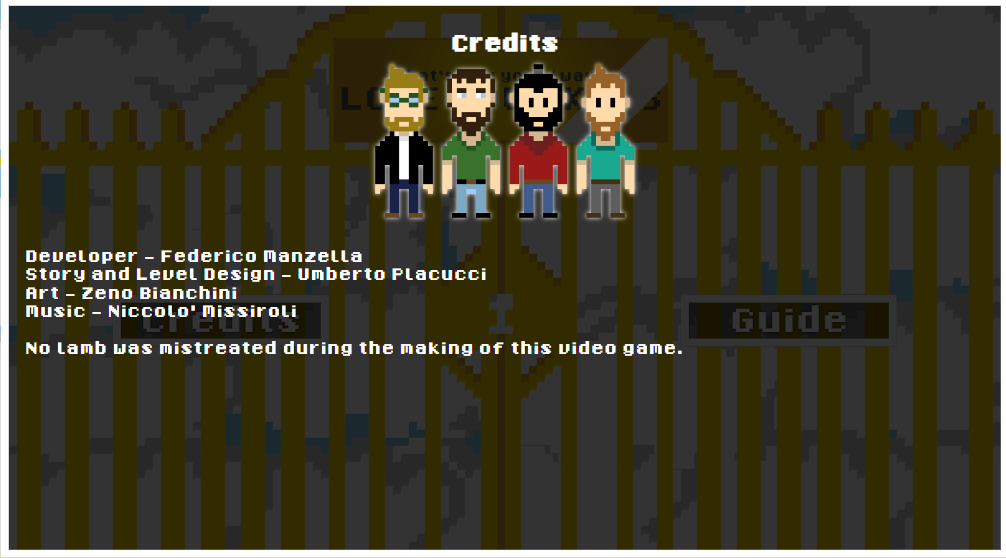 Credits
Developer - Federico Manzella
Story and Level Design - Umberto Placucci
Art - Zeno Bianchini
Music - Niccolo' Missiroli
Credits
Guide
No lamb was mistreated during the making of this video game.